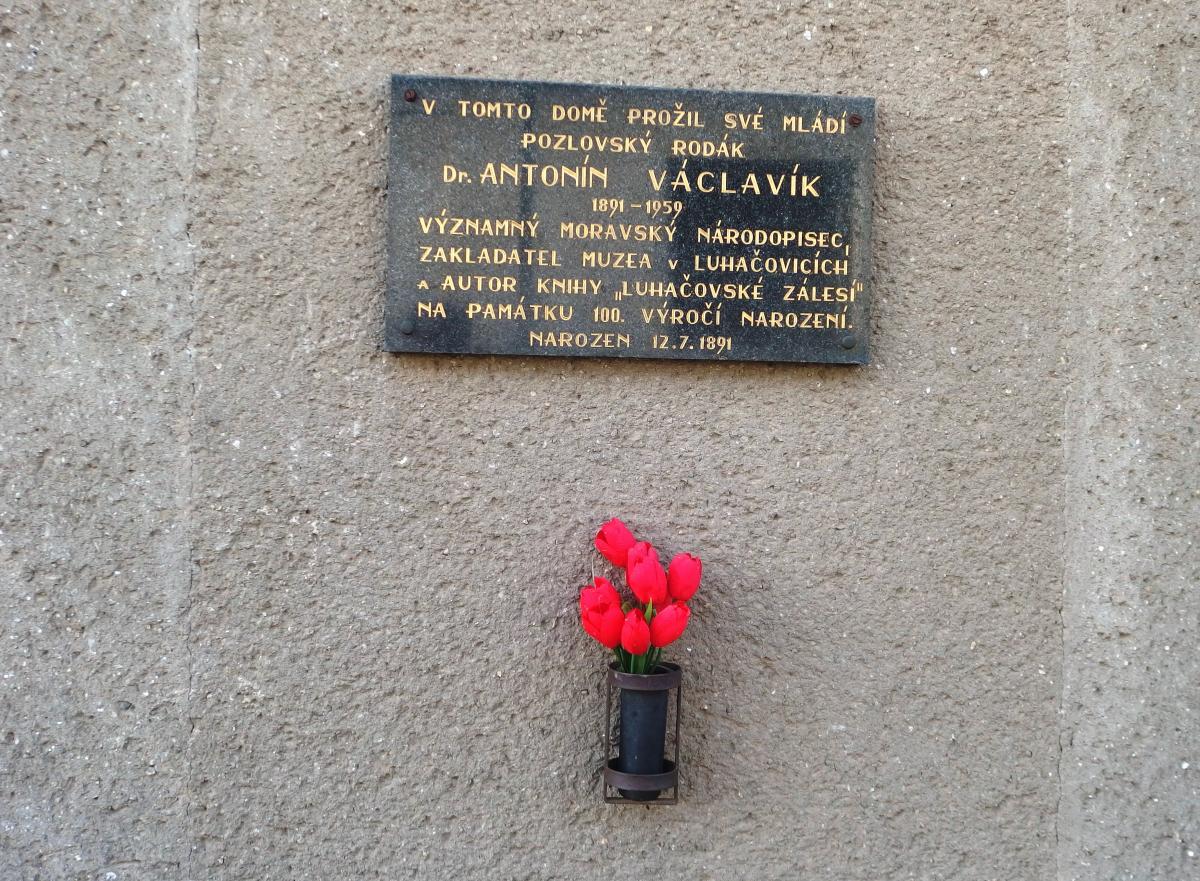 V TOMTO DOMĚ PROŽIL SVÉ MLÁDÍ
POZLOVSKÝ RODÁK
Dr. ANTONÍN VÁCLAVÍK
1891-1959
VÝZNAMNÝ MORAVSKÝ NÁRODOPISEC,
ZAKLADATEL MUZEA v LUHAČOVICÍCH
A AUTOR KNIHY „LUHAČOVSKÉ ZÁLESÍ"
NA PAMÁTKU 100. VÝROČÍ NAROZENÍ.
NAROZEN 12.7.1891